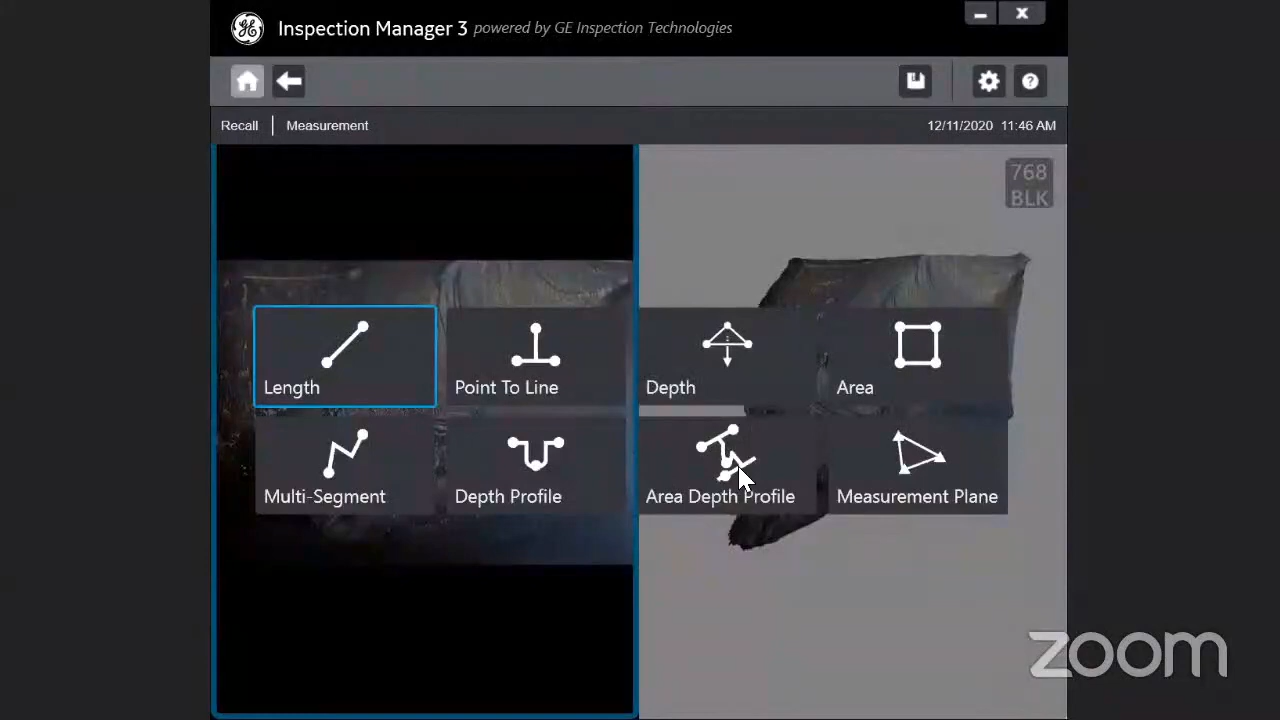 Inspection Manager 3 powered by GE Inspection Technologies
Recall | Measurement 12/11/2020 11:46 AM
768
BLK
Length Point To Line Depth Area
Multi-Segment Depth Profile Area Depth Profile Measurement Plane
zoom